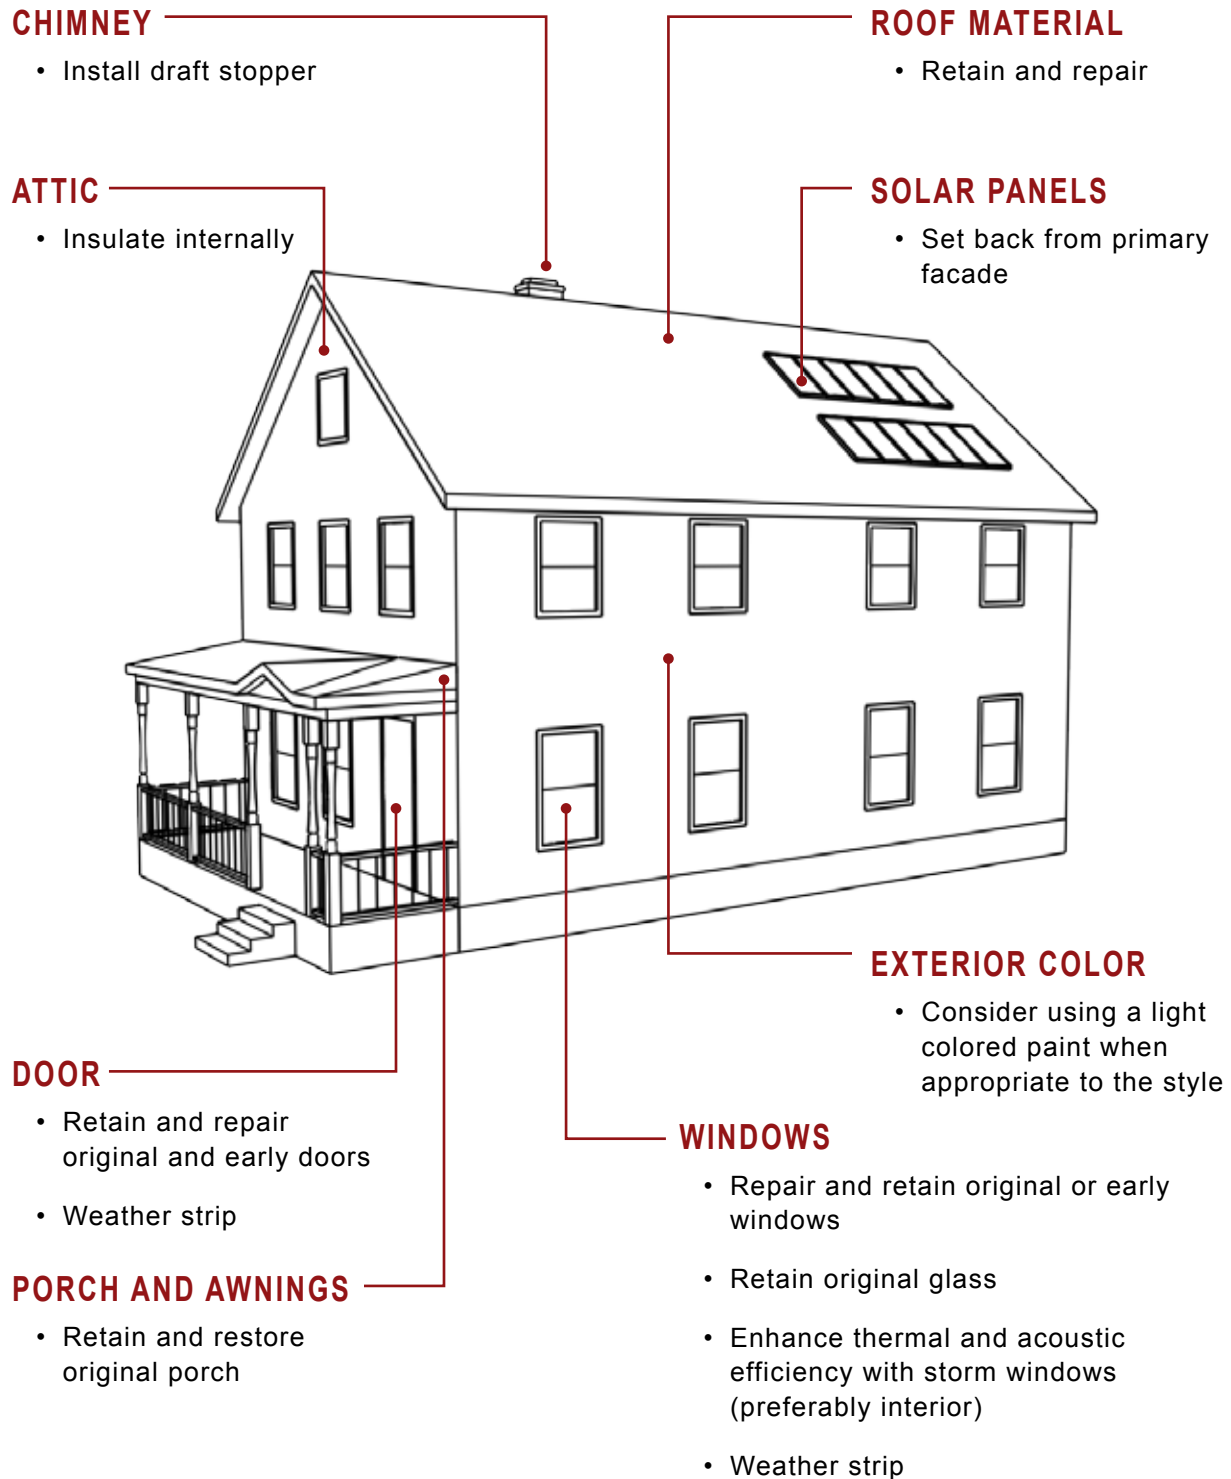 CHIMNEY
• Install draft stopper
ROOF MATERIAL
• Retain and repair
ATTIC
• Insulate internally
SOLAR PANELS
• Set back from primary
facade
EXTERIOR COLOR
• Consider using a light
colored paint when
appropriate to the style
DOOR
• Retain and repair
original and early doors
• Weather strip
WINDOWS
• Repair and retain original or early
windows
• Retain original glass
• Enhance thermal and acoustic
efficiency with storm windows
(preferably interior)
• Weather strip
PORCH AND AWNINGS
• Retain and restore
original porch